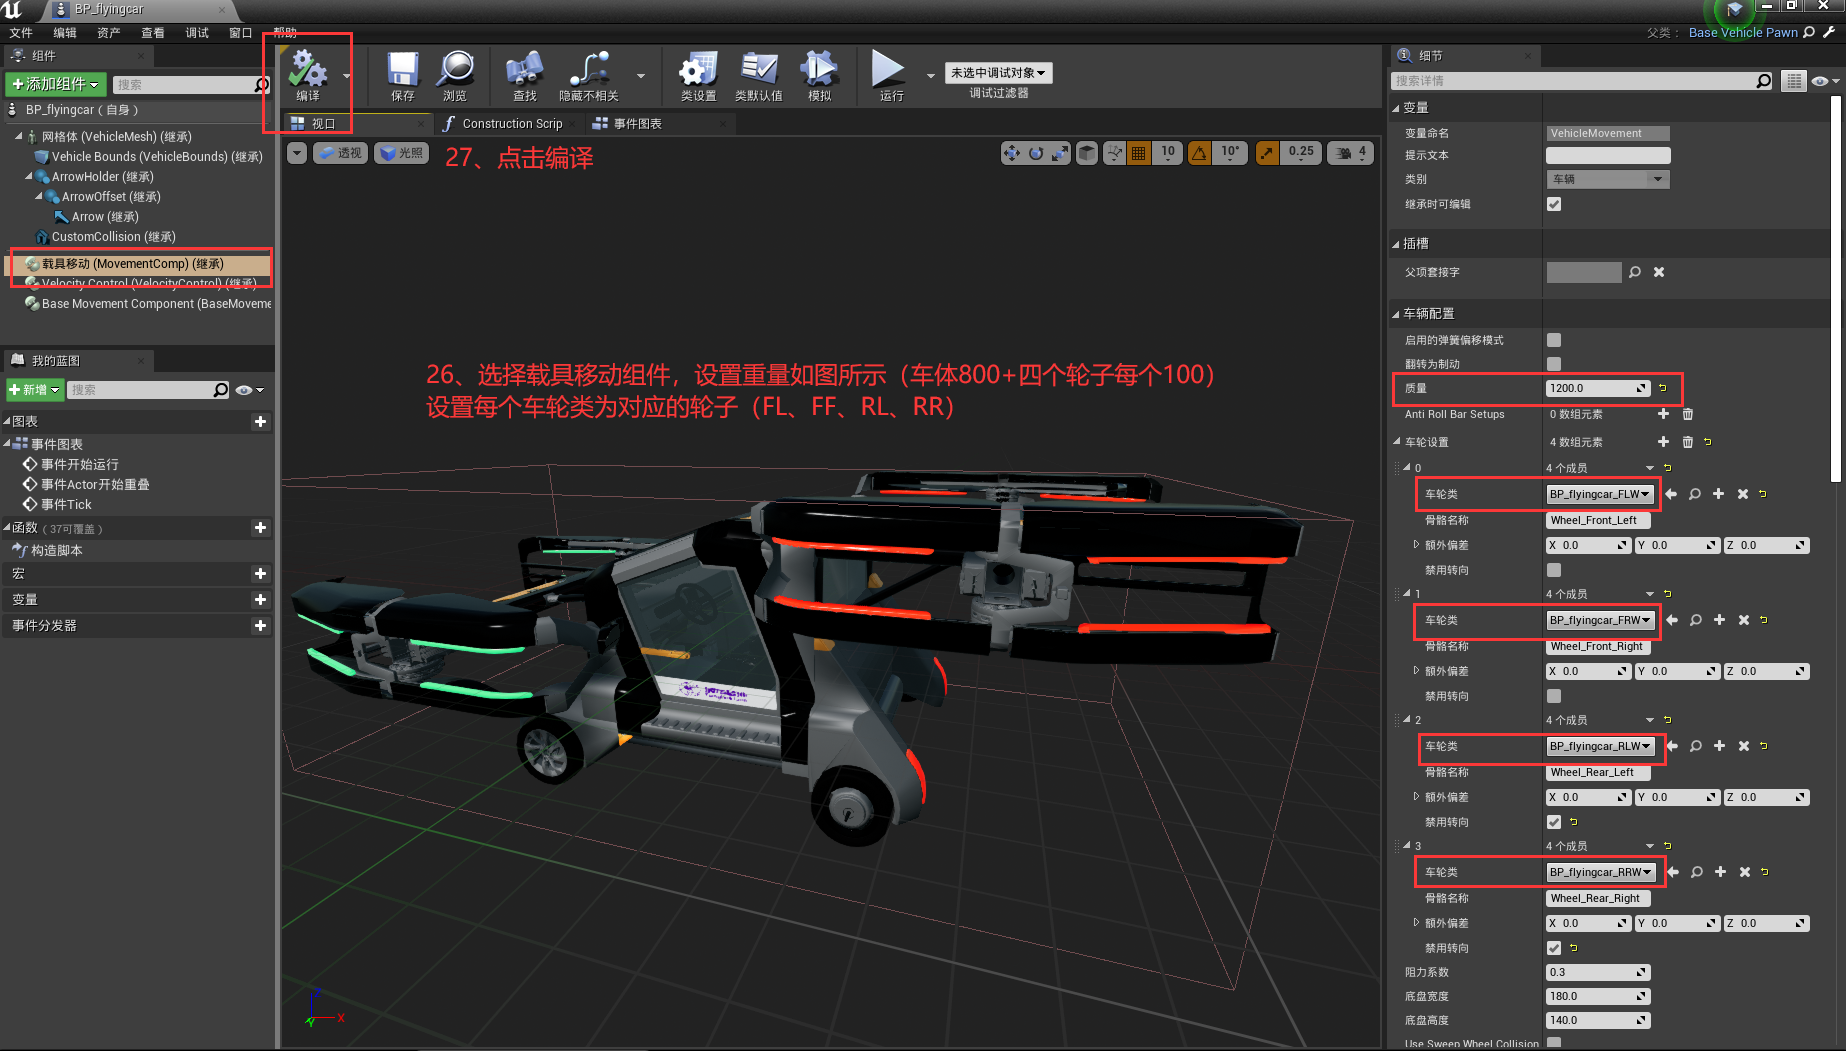 BP_flyingcar
文件 编辑 资产 查看 调试 窗口 帮助
父类： Base Vehicle Pawn
组件
添加组件
搜索
BP_flyingcar（自身）
网格体 (VehicleMesh) (继承)
Vehicle Bounds (VehicleBounds) (继承)
ArrowHolder (继承)
ArrowOffset (继承)
Arrow (继承)
CustomCollision (继承)
载具移动 (MovementComp) (继承)
Velocity Control (VelocityControl) (继承)
Base Movement Component (BaseMoveme
我的蓝图
新增
搜索
图表
事件图表
事件开始运行
事件Actor开始重叠
事件Tick
函数 （37可覆盖）
构造脚本
宏
变量
事件分发器
编译 保存 浏览 查找 隐藏不相关 类设置 类默认值 模拟 运行
未选中调试对象
调试过滤器
视口 Construction Scrip 事件图表
透视 光照
10 10° 0.25 4
27、点击编译
26、选择载具移动组件，设置重量如图所示（车体800+四个轮子每个100）
设置每个车轮类为对应的轮子（FL、FF、RL、RR）
Z
X
Y
细节
搜索详情
变量
变量命名 VehicleMovement
提示文本
类别 车辆
继承时可编辑
插槽
父项套接字
车辆配置
启用的弹簧偏移模式
翻转为制动
质量 1200.0
Anti Roll Bar Setups 0 数组元素
车轮设置 4 数组元素
0 4 个成员
车轮类 BP_flyingcar_FLW
骨骼名称 Wheel_Front_Left
额外偏差 X 0.0 Y 0.0 Z 0.0
禁用转向
1 4 个成员
车轮类 BP_flyingcar_FRW
骨骼名称 Wheel_Front_Right
额外偏差 X 0.0 Y 0.0 Z 0.0
禁用转向
2 4 个成员
车轮类 BP_flyingcar_RLW
骨骼名称 Wheel_Rear_Left
额外偏差 X 0.0 Y 0.0 Z 0.0
禁用转向
3 4 个成员
车轮类 BP_flyingcar_RRW
骨骼名称 Wheel_Rear_Right
额外偏差 X 0.0 Y 0.0 Z 0.0
禁用转向
阻力系数 0.3
底盘宽度 180.0
底盘高度 140.0
Use Sweep Wheel Collision